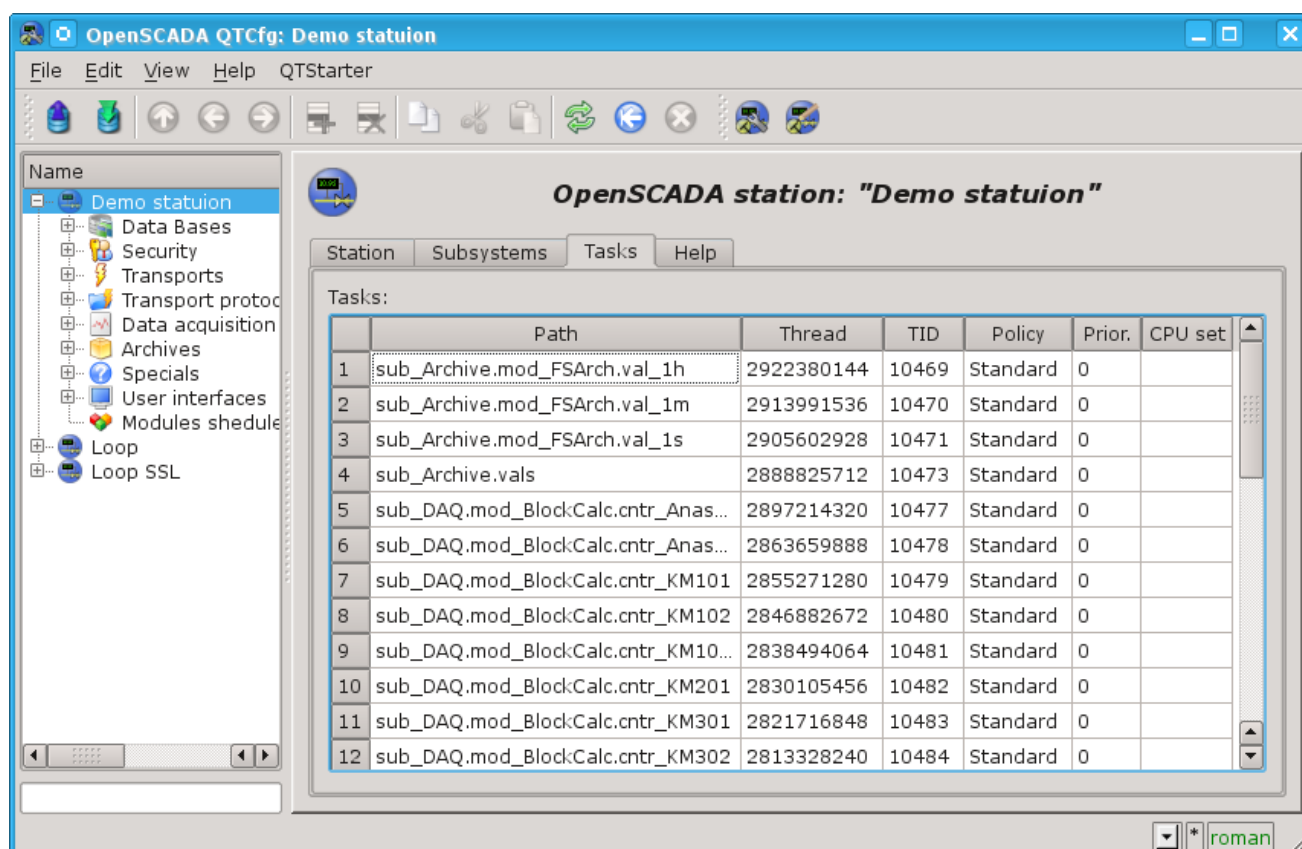 OpenSCADA QTCfg: Demo statuion
File Edit View Help QTStarter
Name
Demo statuion
Data Bases
Security
Transports
Transport protoc
Data acquisition
Archives
Specials
User interfaces
Modules shedule
Loop
Loop SSL
OpenSCADA station: "Demo statuion"
Station Subsystems Tasks Help
Tasks:
Path Thread TID Policy Prior. CPU set
1 sub_Archive.mod_FSArch.val_1h 2922380144 10469 Standard 0
2 sub_Archive.mod_FSArch.val_1m 2913991536 10470 Standard 0
3 sub_Archive.mod_FSArch.val_1s 2905602928 10471 Standard 0
4 sub_Archive.vals 2888825712 10473 Standard 0
5 sub_DAQ.mod_BlockCalc.cntr_Anas... 2897214320 10477 Standard 0
6 sub_DAQ.mod_BlockCalc.cntr_Anas... 2863659888 10478 Standard 0
7 sub_DAQ.mod_BlockCalc.cntr_KM101 2855271280 10479 Standard 0
8 sub_DAQ.mod_BlockCalc.cntr_KM102 2846882672 10480 Standard 0
9 sub_DAQ.mod_BlockCalc.cntr_KM10... 2838494064 10481 Standard 0
10 sub_DAQ.mod_BlockCalc.cntr_KM201 2830105456 10482 Standard 0
11 sub_DAQ.mod_BlockCalc.cntr_KM301 2821716848 10483 Standard 0
12 sub_DAQ.mod_BlockCalc.cntr_KM302 2813328240 10484 Standard 0
* roman